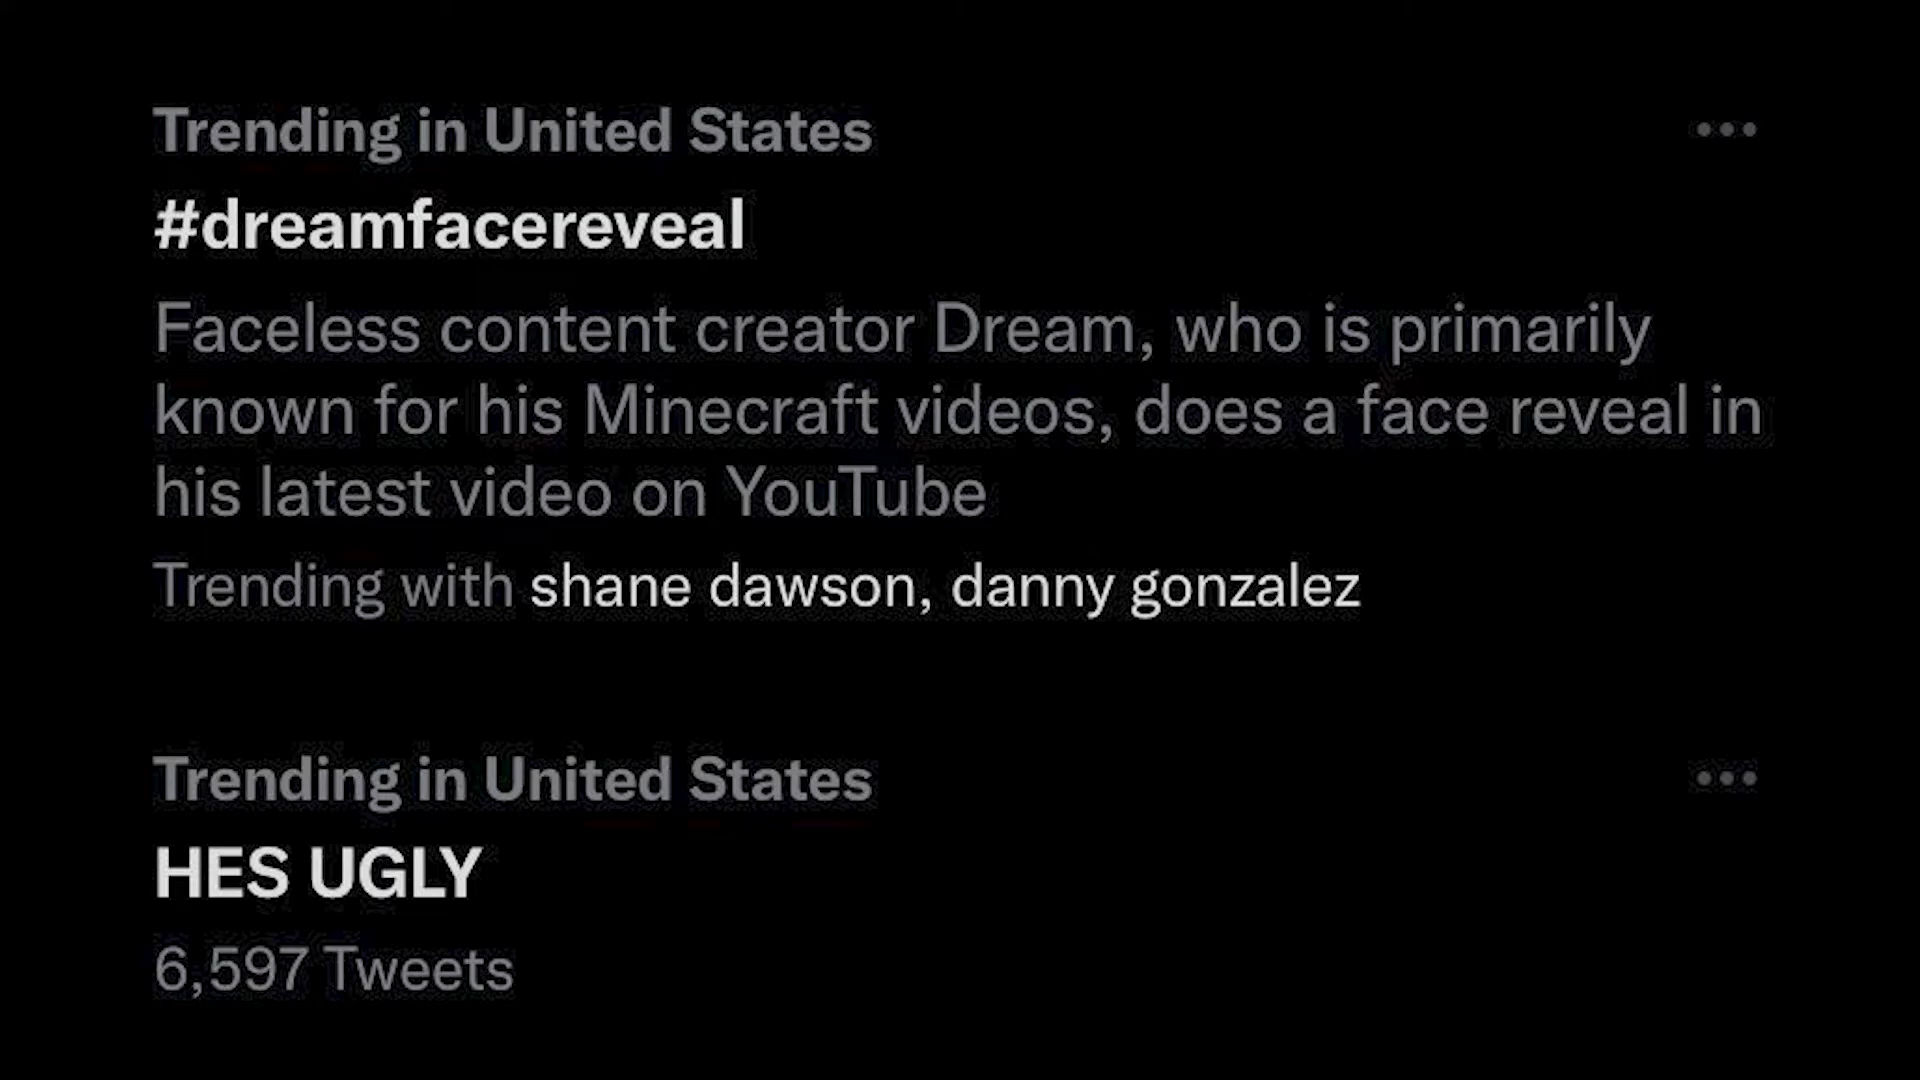 Trending in United States
#dreamfacereveal
Faceless content creator Dream, who is primarily
known for his Minecraft videos, does a face reveal in
his latest video on YouTube
Trending with shane dawson, danny gonzalez
Trending in United States
HES UGLY
6,597 Tweets